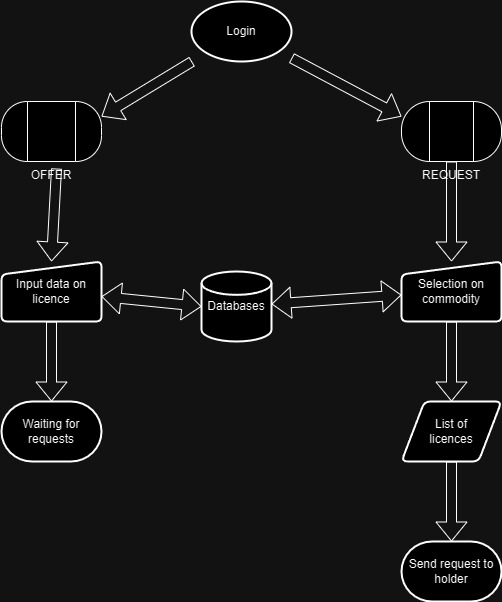 Login
OFFER
REQUEST
Input data on
licence
Databases
Selection on
commodity
Waiting for
requests
List of
licences
Send request to
holder